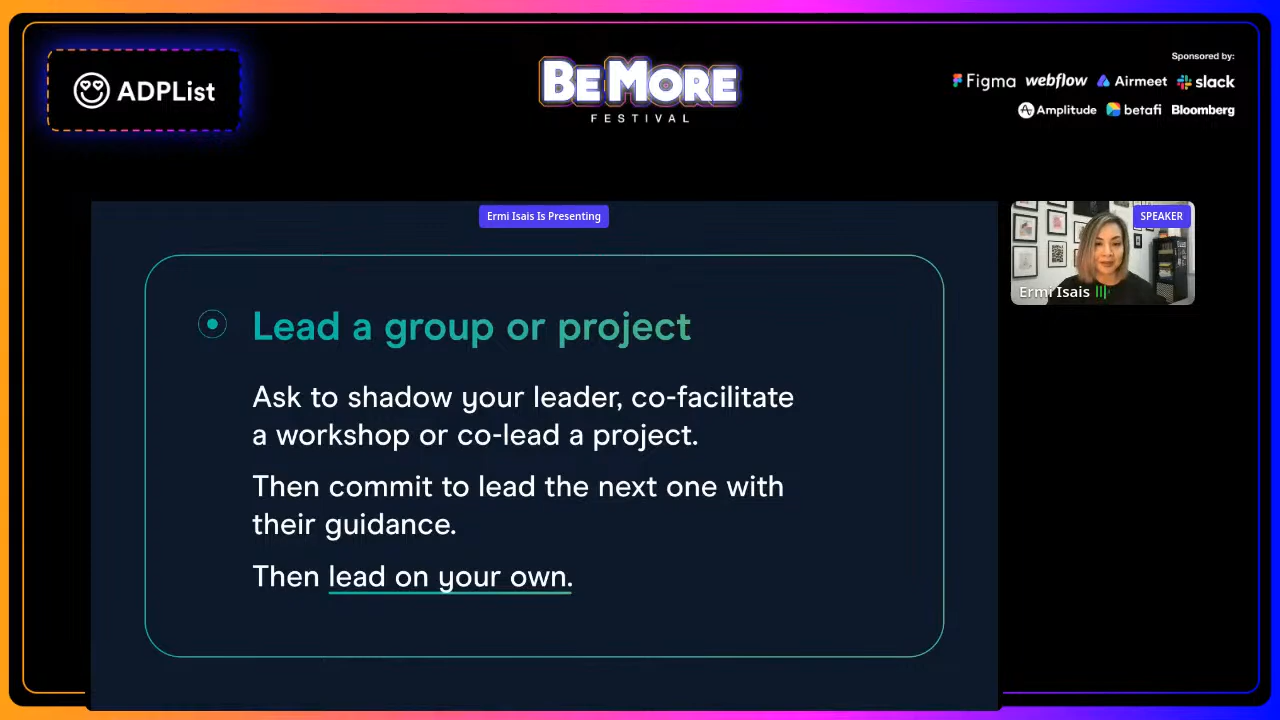 ADPList
BE MORE
FESTIVAL
Sponsored by:
Figma webflow Airmeet slack
Amplitude betafi Bloomberg
Ermi Isais Is Presenting
SPEAKER
Ermi Isais
Lead a group or project
Ask to shadow your leader, co-facilitate
a workshop or co-lead a project.
Then commit to lead the next one with
their guidance.
Then lead on your own.